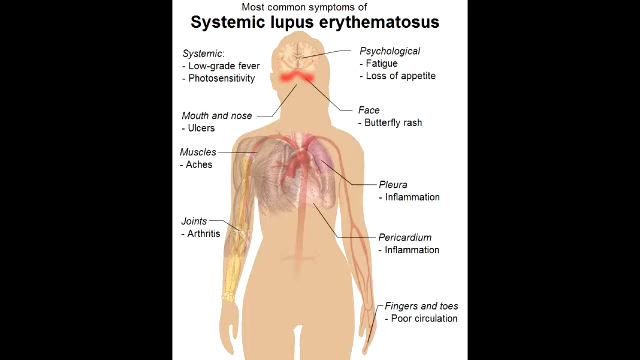 Most common symptoms of
Systemic lupus erythematosus
Systemic:
- Low-grade fever
- Photosensitivity
Psychological
- Fatigue
- Loss of appetite
Mouth and nose
- Ulcers
Face
- Butterfly rash
Muscles
- Aches
Pleura
- Inflammation
Joints
- Arthritis
Pericardium
- Inflammation
Fingers and toes
- Poor circulation